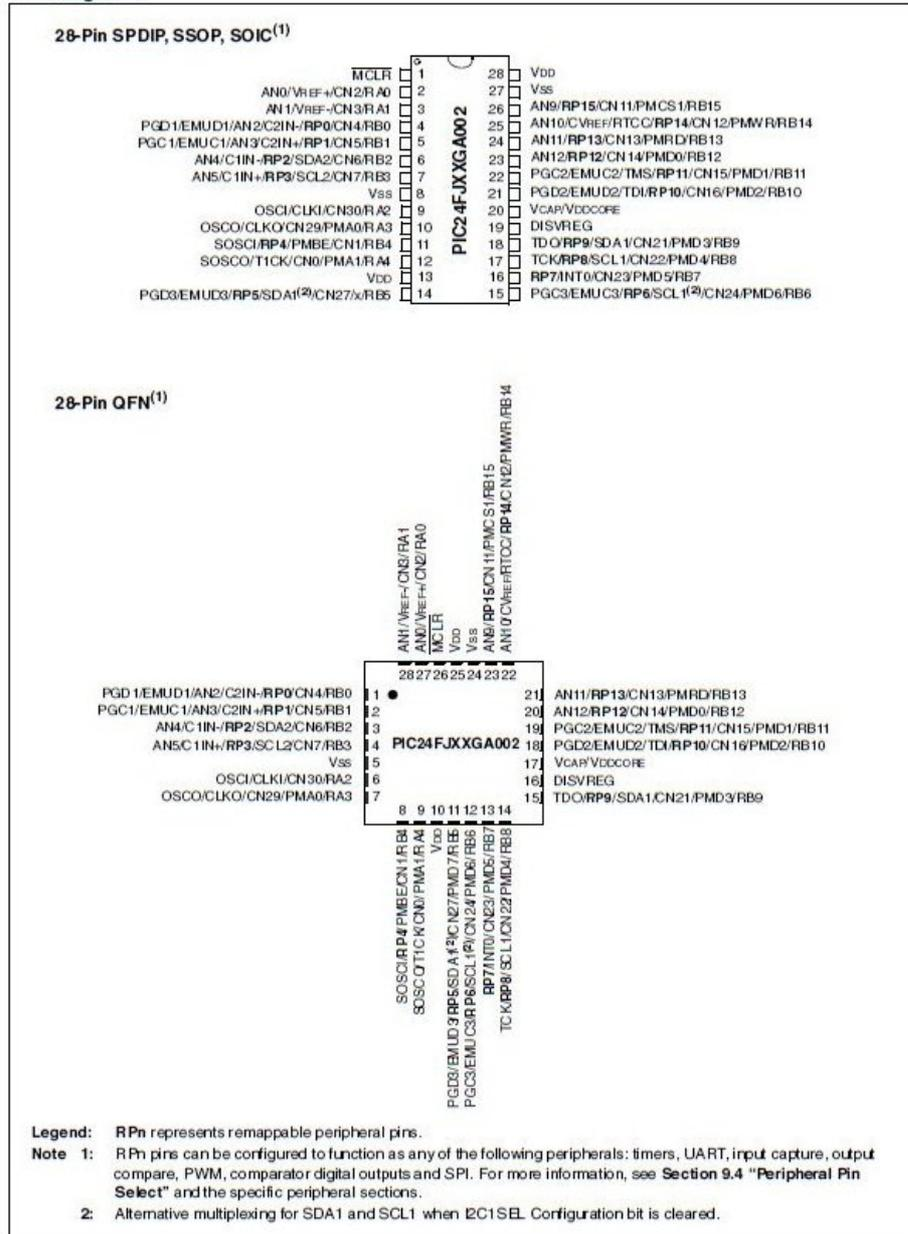 28-Pin SPDIP, SSOP, SOIC(1)
MCLR 1
AN0/VREF+/CN2/RA0 2
AN1/VREF-/CN3/RA1 3
PGD1/EMUD1/AN2/C2IN-/RP0/CN4/RB0 4
PGC1/EMUC1/AN3/C2IN+/RP1/CN5/RB1 5
AN4/C1IN-/RP2/SDA2/CN6/RB2 6
AN5/C1IN+/RP3/SCL2/CN7/RB3 7
VSS 8
OSCI/CLKI/CN30/RA2 9
OSCO/CLKO/CN29/PMA0/RA3 10
SOSCI/RP4/PMBE/CN1/RB4 11
SOSCO/T1CK/CN0/PMA1/RA4 12
VDD 13
PGD3/EMUD3/RP5/SDA1(2)/CN27/x/RB5 14
PIC24FJXXGA002
28 VDD
27 VSS
26 AN9/RP15/CN11/PMCS1/RB15
25 AN10/CVREF/RTCC/RP14/CN12/PMWR/RB14
24 AN11/RP13/CN13/PMRD/RB13
23 AN12/RP12/CN14/PMD0/RB12
22 PGC2/EMUC2/TMS/RP11/CN15/PMD1/RB11
21 PGD2/EMUD2/TDI/RP10/CN16/PMD2/RB10
20 VCAP/VDDCORE
19 DISVREG
18 TDO/RP9/SDA1/CN21/PMD3/RB9
17 TCK/RP8/SCL1/CN22/PMD4/RB8
16 RP7/INT0/CN23/PMD5/RB7
15 PGC3/EMUC3/RP6/SCL1(2)/CN24/PMD6/RB6
28-Pin QFN(1)
AN1/VREF-/CN3/RA1
AN0/VREF+/CN2/RA0
MCLR
VDD
VSS
AN9/RP15/CN11/PMCS1/RB15
AN10/CVREF/RTCC/RP14/CN12/PMWR/RB14
28 27 26 25 24 23 22
PGD1/EMUD1/AN2/C2IN-/RP0/CN4/RB0 1
PGC1/EMUC1/AN3/C2IN+/RP1/CN5/RB1 2
AN4/C1IN-/RP2/SDA2/CN6/RB2 3
AN5/C1IN+/RP3/SCL2/CN7/RB3 4
VSS 5
OSCI/CLKI/CN30/RA2 6
OSCO/CLKO/CN29/PMA0/RA3 7
PIC24FJXXGA002
21 AN11/RP13/CN13/PMRD/RB13
20 AN12/RP12/CN14/PMD0/RB12
19 PGC2/EMUC2/TMS/RP11/CN15/PMD1/RB11
18 PGD2/EMUD2/TDI/RP10/CN16/PMD2/RB10
17 VCAP/VDDCORE
16 DISVREG
15 TDO/RP9/SDA1/CN21/PMD3/RB9
8 9 10 11 12 13 14
SOSCI/RP4/PMBE/CN1/RB4
SOSCO/T1CK/CN0/PMA1/RA4
VDD
PGD3/EMUD3/RP5/SDA1(2)/CN27/PMD7/RB5
PGC3/EMUC3/RP6/SCL1(2)/CN24/PMD6/RB6
RP7/INT0/CN23/PMD5/RB7
TCK/RP8/SCL1/CN22/PMD4/RB8
Legend: RPn represents remappable peripheral pins.
Note 1: RPn pins can be configured to function as any of the following peripherals: timers, UART, input capture, output
compare, PWM, comparator digital outputs and SPI. For more information, see Section 9.4 "Peripheral Pin
Select" and the specific peripheral sections.
2: Alternative multiplexing for SDA1 and SCL1 when I2C1SEL Configuration bit is cleared.